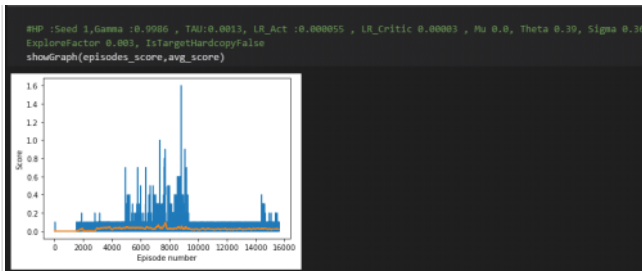 #HP :Seed 1,Gamma :0.9986 , TAU:0.0013, LR_Act :0.000055 , LR_Critic 0.00003 , Mu 0.0, Theta 0.39, Sigma 0.36
ExploreFactor 0.003, IsTargetHardcopyFalse
showGraph(episodes_score,avg_score)
1.6
1.4
1.2
1.0
0.8
0.6
0.4
0.2
0.0
Score
0 2000 4000 6000 8000 10000 12000 14000 16000
Episode number